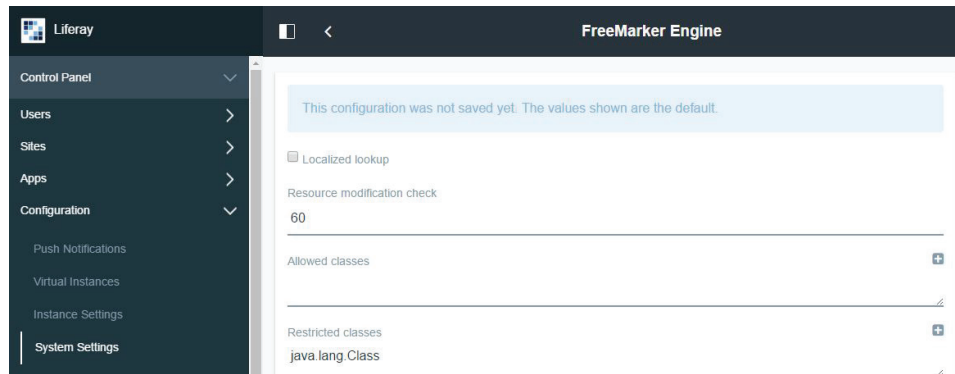 Liferay
FreeMarker Engine
Control Panel
Users
Sites
Apps
Configuration
Push Notifications
Virtual Instances
Instance Settings
System Settings
This configuration was not saved yet. The values shown are the default.
Localized lookup
Resource modification check
60
Allowed classes
Restricted classes
java.lang.Class